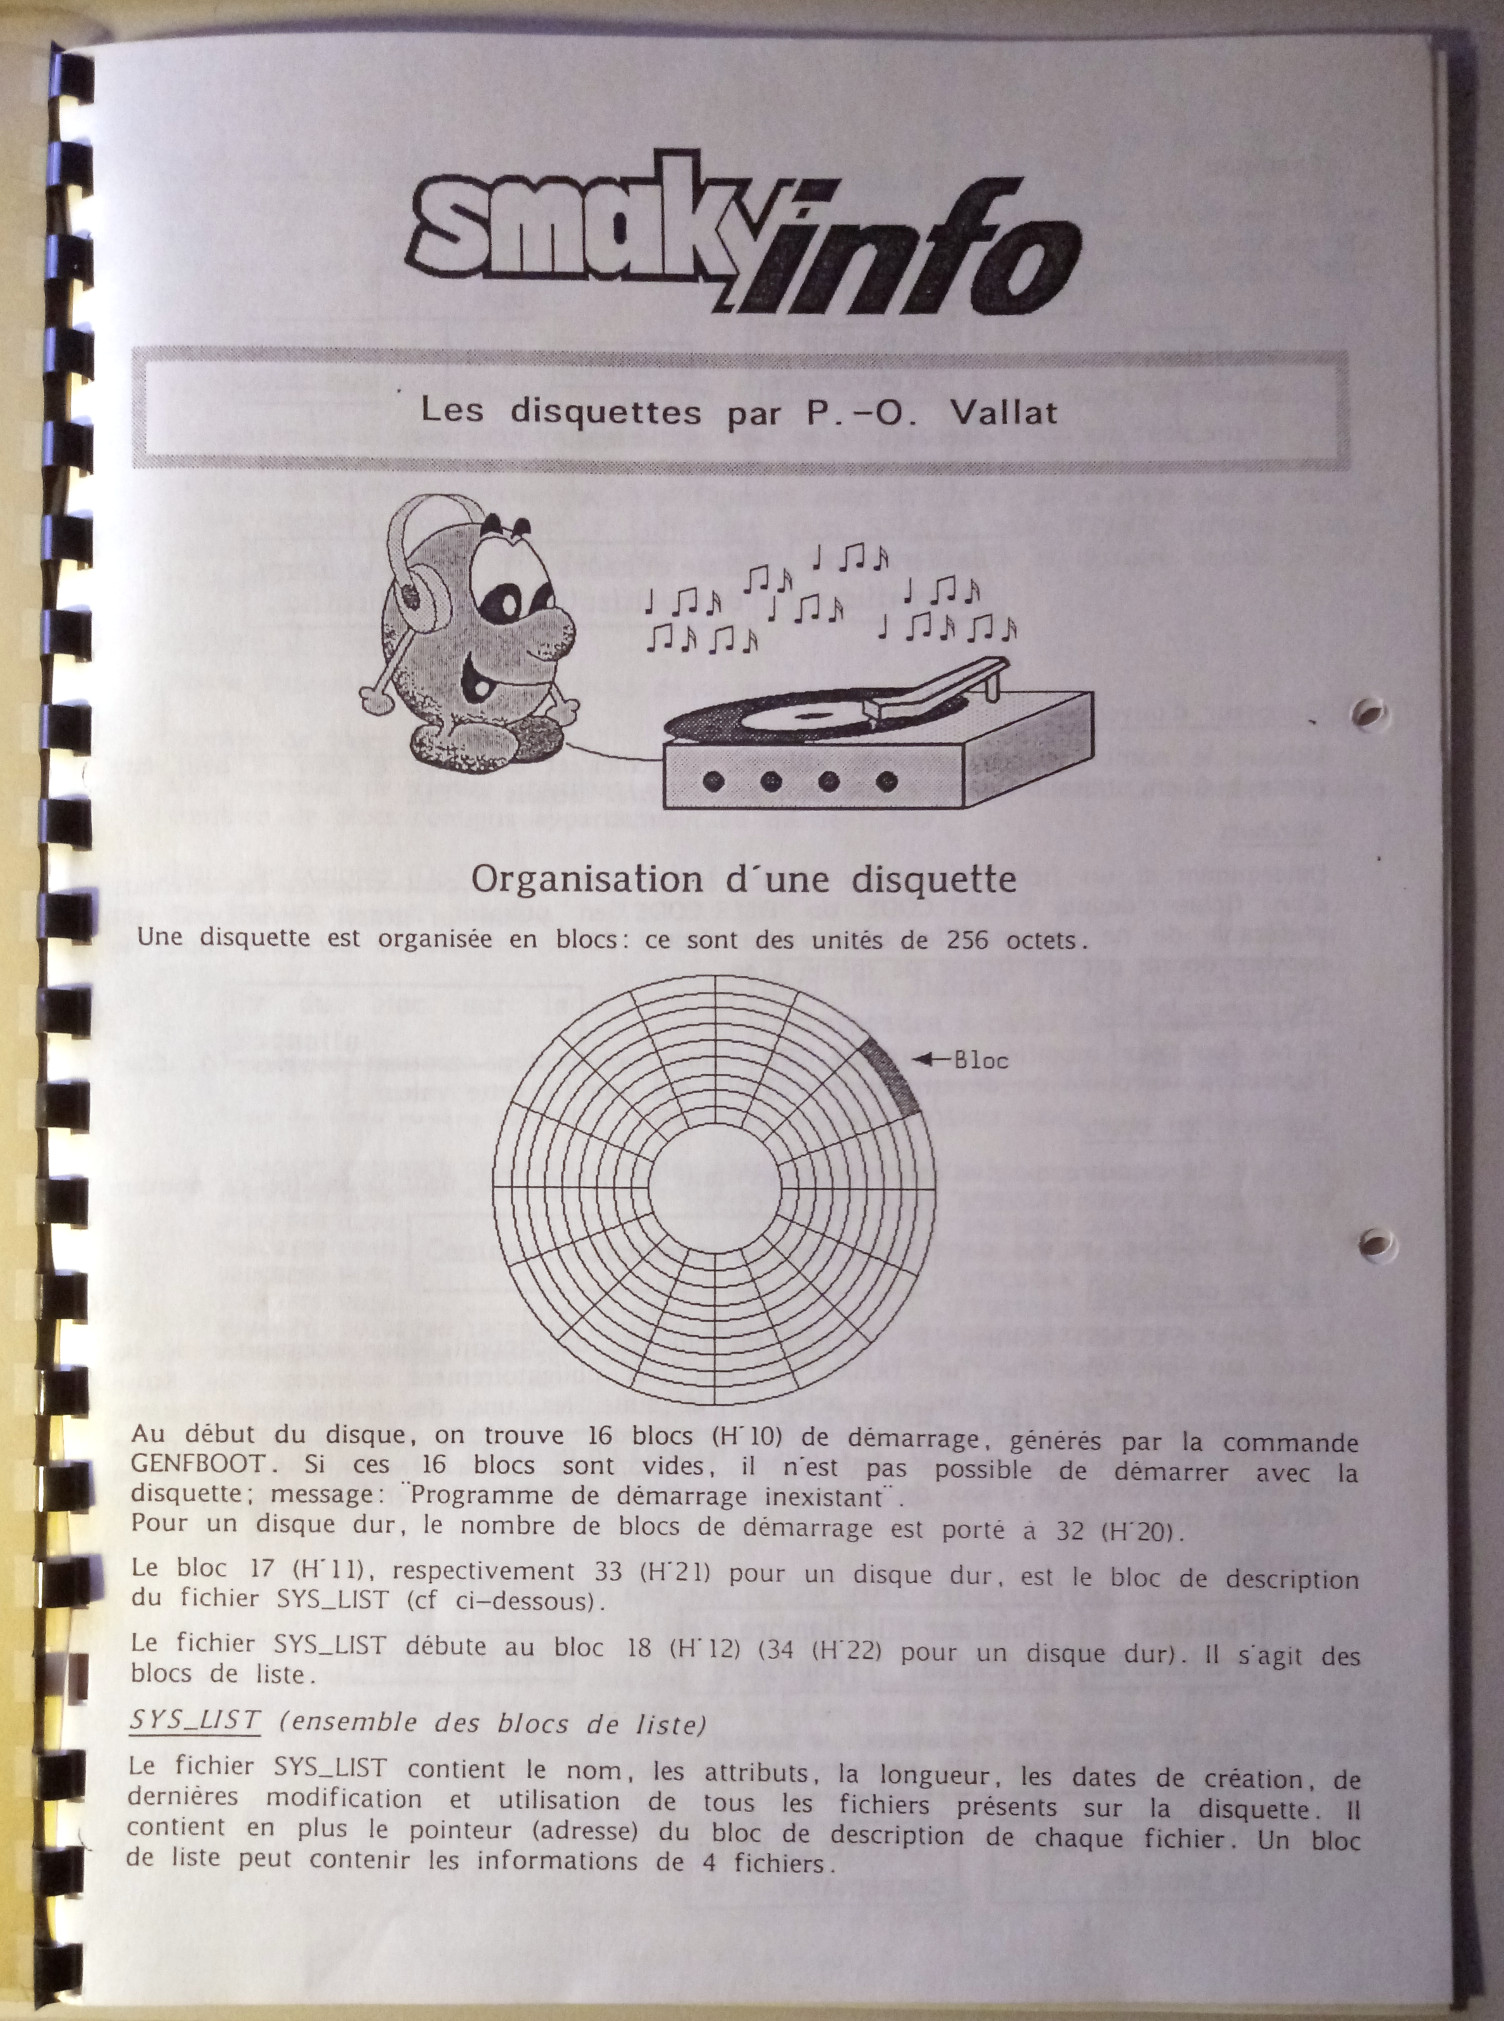 smaky info
Les disquettes par P.-O. Vallat
Organisation d´une disquette
Une disquette est organisée en blocs: ce sont des unités de 256 octets.
Bloc
Au début du disque, on trouve 16 blocs (H´10) de démarrage, générés par la commande
GENFBOOT. Si ces 16 blocs sont vides, il n´est pas possible de démarrer avec la
disquette; message: ¨Programme de démarrage inexistant¨.
Pour un disque dur, le nombre de blocs de démarrage est porté à 32 (H´20).
Le bloc 17 (H´11), respectivement 33 (H´21) pour un disque dur, est le bloc de description
du fichier SYS_LIST (cf ci-dessous).
Le fichier SYS_LIST débute au bloc 18 (H´12) (34 (H´22) pour un disque dur). Il s´agit des
blocs de liste.
SYS_LIST (ensemble des blocs de liste)
Le fichier SYS_LIST contient le nom, les attributs, la longueur, les dates de création, de
dernières modification et utilisation de tous les fichiers présents sur la disquette. Il
contient en plus le pointeur (adresse) du bloc de description de chaque fichier. Un bloc
de liste peut contenir les informations de 4 fichiers.